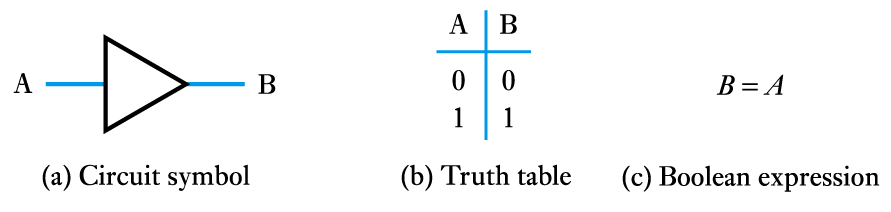 A B
A B
0 0
1 1
B = A
(a) Circuit symbol
(b) Truth table
(c) Boolean expression